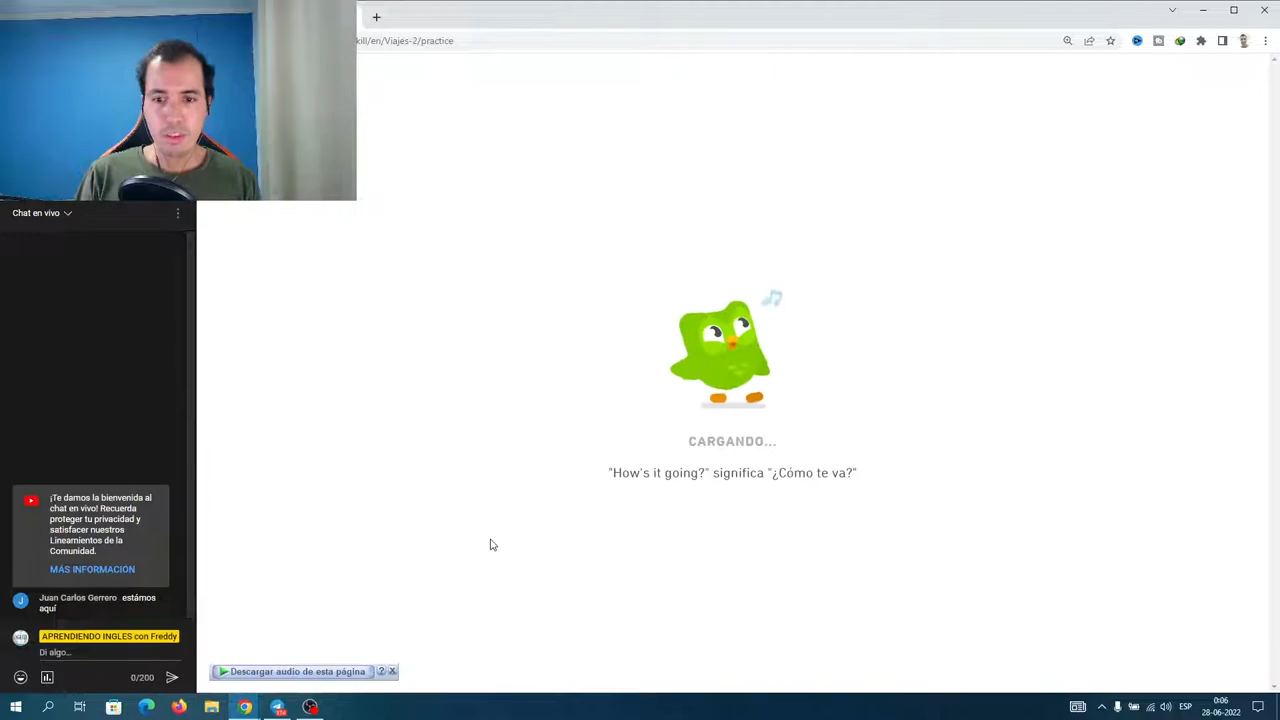 kill/en/Viajes-2/practice
Chat en vivo
CARGANDO...
"How's it going?" significa "¿Cómo te va?"
¡Te damos la bienvenida al
chat en vivo! Recuerda
proteger tu privacidad y
satisfacer nuestros
Lineamientos de la
Comunidad.
MÁS INFORMACIÓN
J Juan Carlos Gerrero estámos
aquí
APRENDIENDO INGLES con Freddy
Di algo...
0/200
Descargar audio de esta página ? X
ESP
0:06
28-06-2022